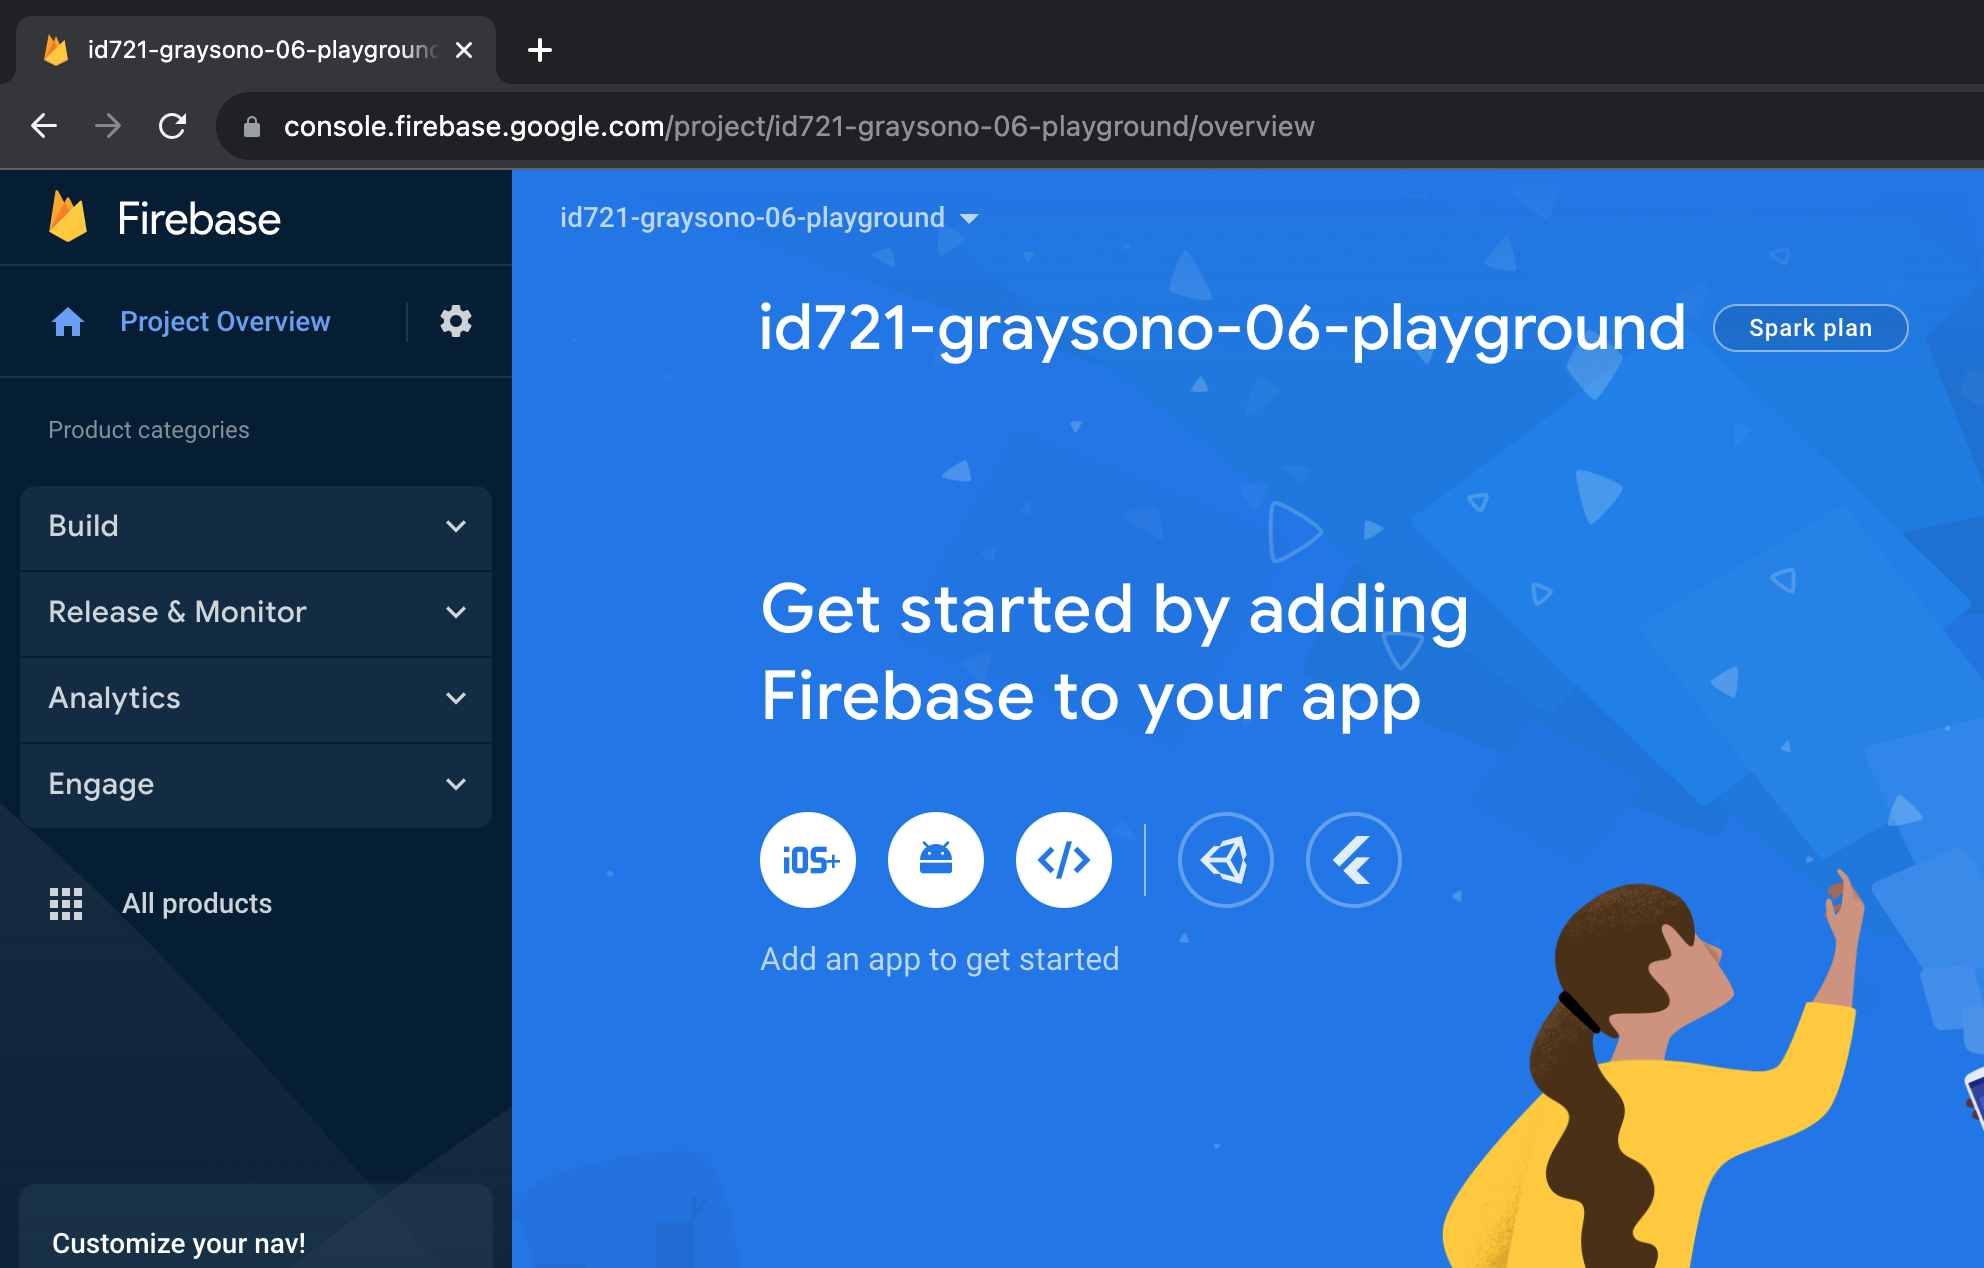 id721-graysono-06-playground
console.firebase.google.com/project/id721-graysono-06-playground/overview
Firebase
Project Overview
Product categories
Build
Release & Monitor
Analytics
Engage
All products
Customize your nav!
id721-graysono-06-playground
id721-graysono-06-playground
Spark plan
Get started by adding
Firebase to your app
iOS+
</>
Add an app to get started